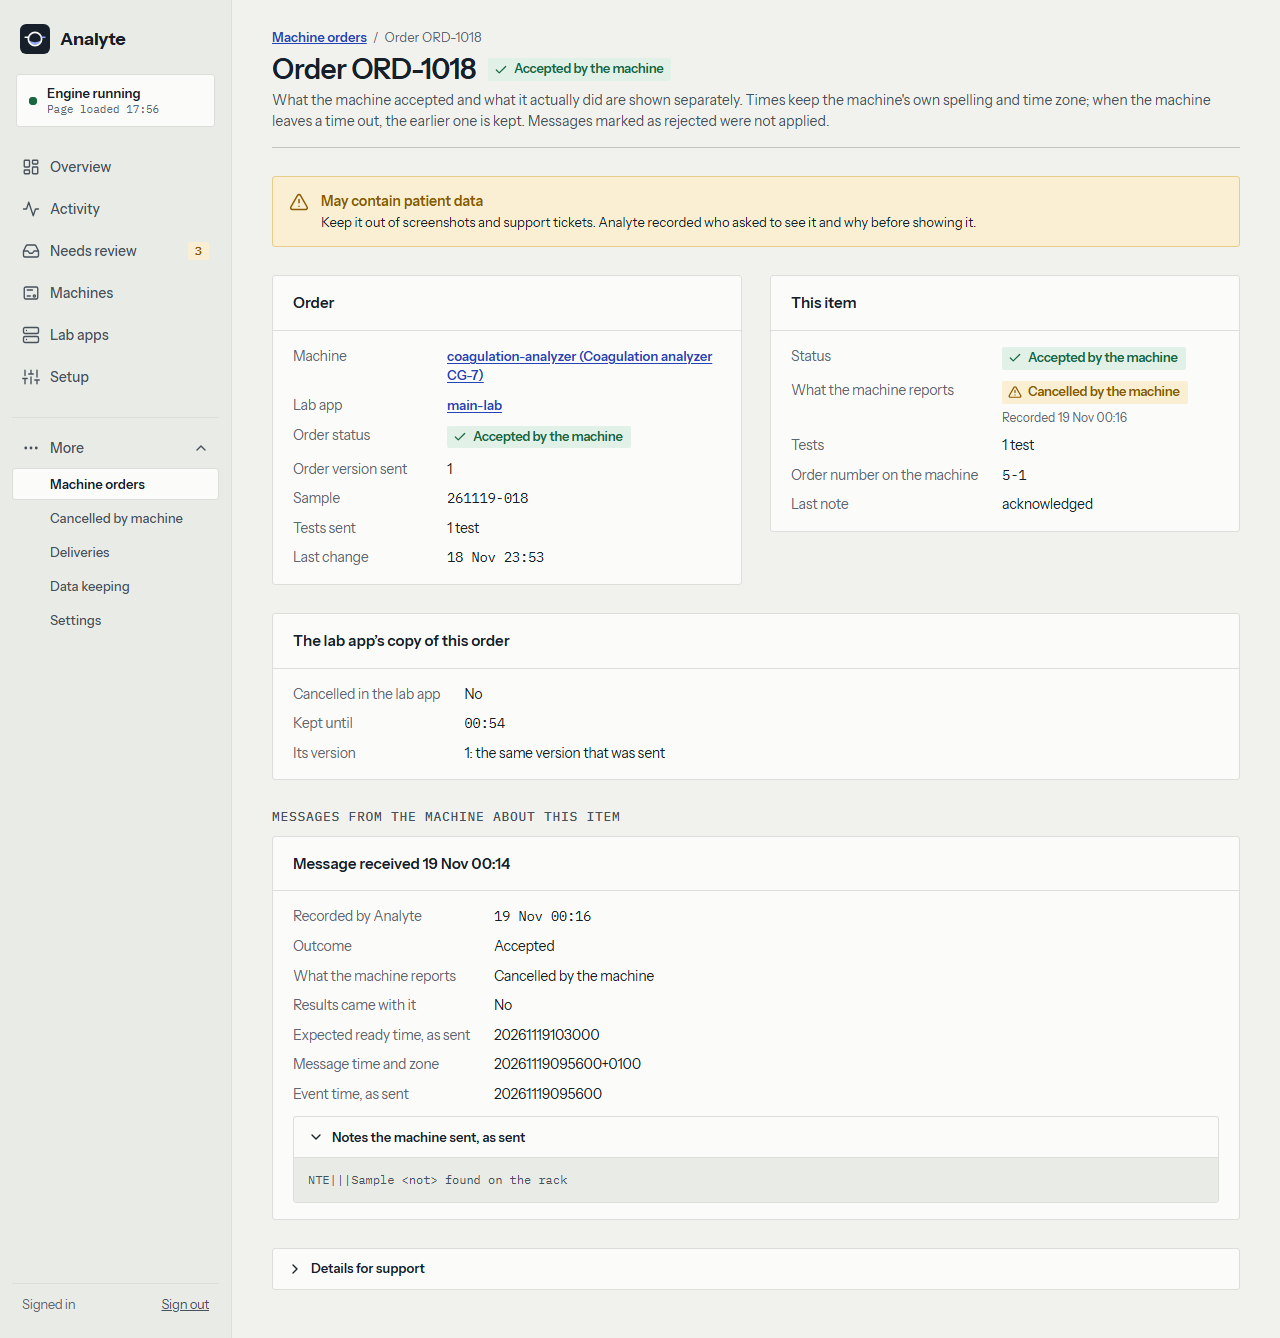 Analyte
Engine running
Page loaded 17:56
Overview
Activity
Needs review 3
Machines
Lab apps
Setup
More
Machine orders
Cancelled by machine
Deliveries
Data keeping
Settings
Signed in Sign out
Machine orders / Order ORD-1018
Order ORD-1018 Accepted by the machine
What the machine accepted and what it actually did are shown separately. Times keep the machine's own spelling and time zone; when the machine
leaves a time out, the earlier one is kept. Messages marked as rejected were not applied.
May contain patient data
Keep it out of screenshots and support tickets. Analyte recorded who asked to see it and why before showing it.
Order
Machine coagulation-analyzer (Coagulation analyzer
CG-7)
Lab app main-lab
Order status Accepted by the machine
Order version sent 1
Sample 261119-018
Tests sent 1 test
Last change 18 Nov 23:53
This item
Status Accepted by the machine
What the machine reports Cancelled by the machine
Recorded 19 Nov 00:16
Tests 1 test
Order number on the machine 5-1
Last note acknowledged
The lab app's copy of this order
Cancelled in the lab app No
Kept until 00:54
Its version 1: the same version that was sent
MESSAGES FROM THE MACHINE ABOUT THIS ITEM
Message received 19 Nov 00:14
Recorded by Analyte 19 Nov 00:16
Outcome Accepted
What the machine reports Cancelled by the machine
Results came with it No
Expected ready time, as sent 20261119103000
Message time and zone 20261119095600+0100
Event time, as sent 20261119095600
Notes the machine sent, as sent
NTE|||Sample <not> found on the rack
Details for support